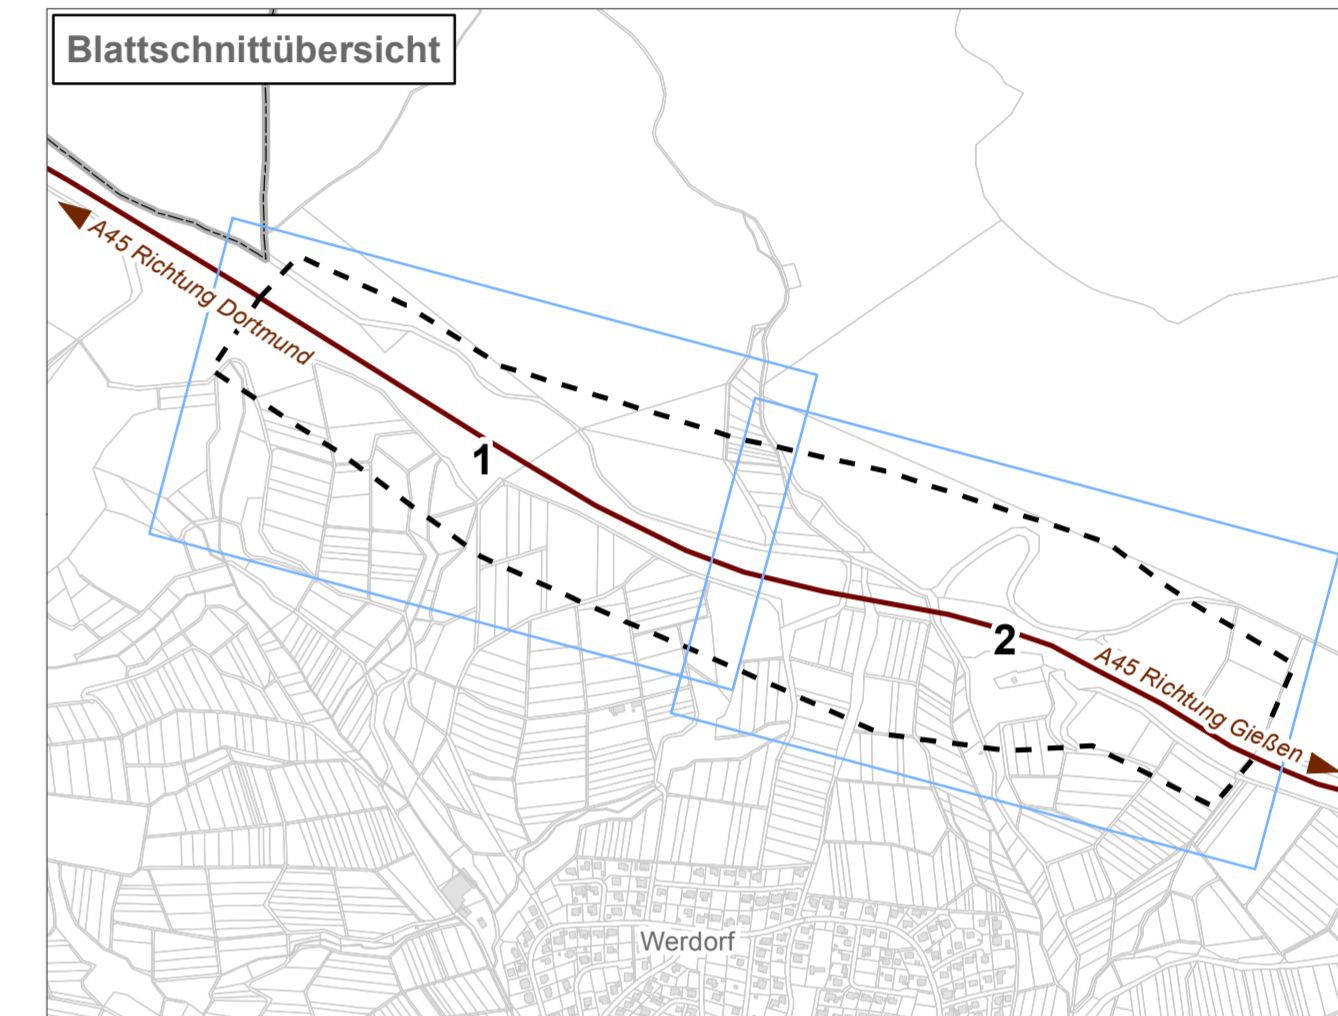 Blattschnittübersicht
A45 Richtung Dortmund
1
2
A45 Richtung Gießen
Werdorf